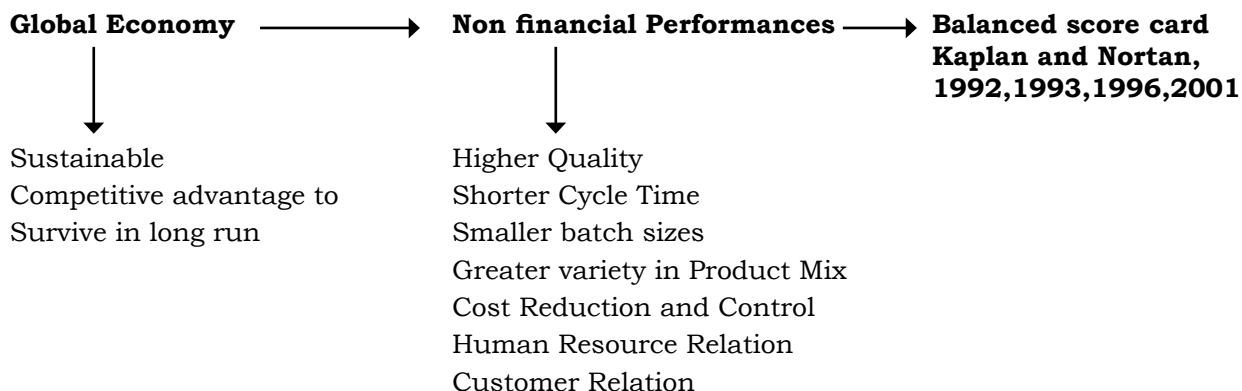 Global Economy
Non financial Performances
Balanced score card
Kaplan and Nortan,
1992,1993,1996,2001
Sustainable
Competitive advantage to
Survive in long run
Higher Quality
Shorter Cycle Time
Smaller batch sizes
Greater variety in Product Mix
Cost Reduction and Control
Human Resource Relation
Customer Relation